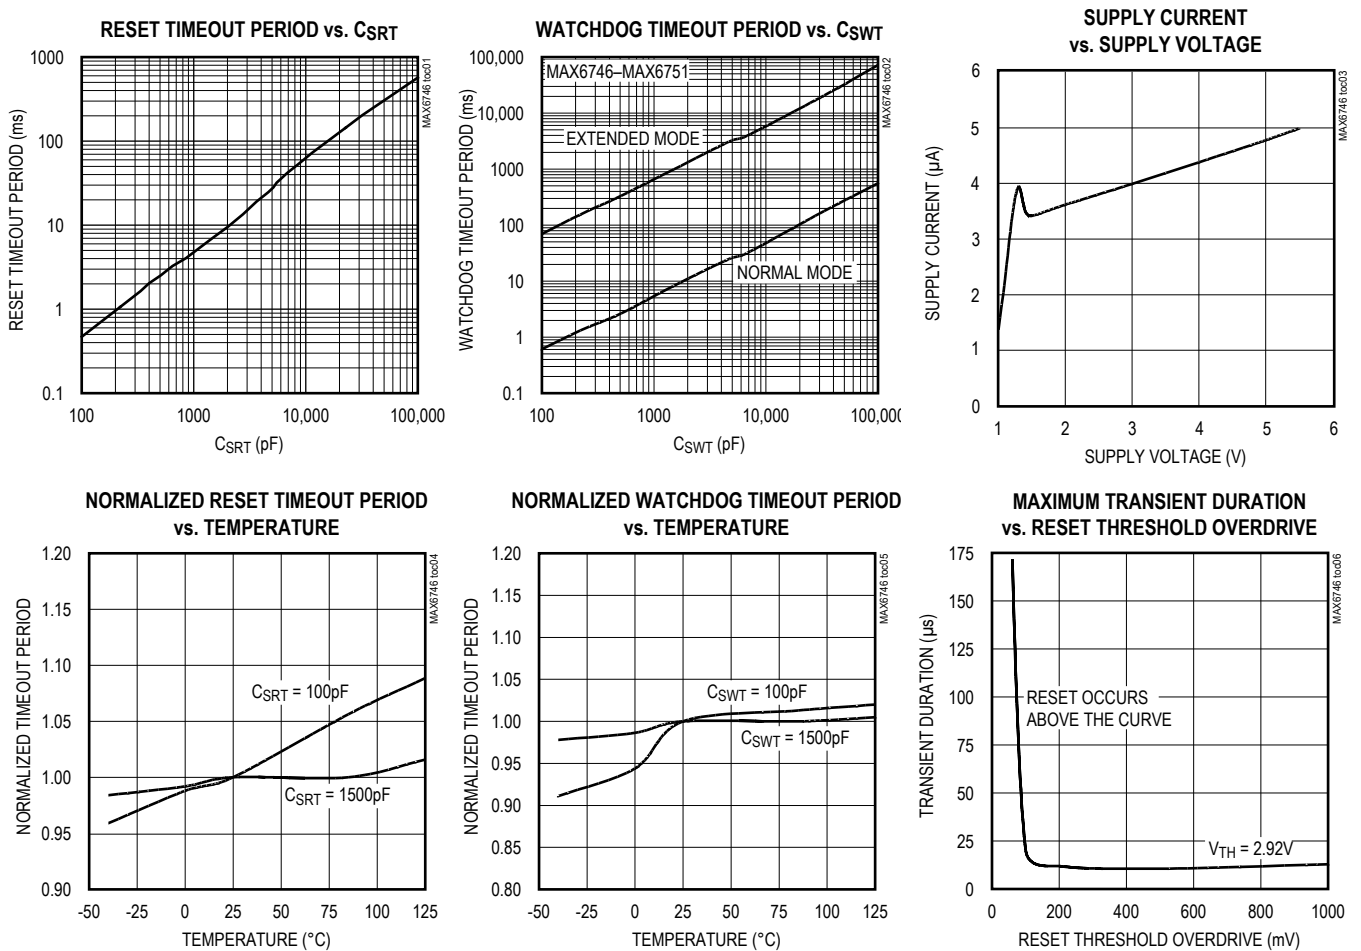 RESET TIMEOUT PERIOD vs. CSRT
1000
100
10
1
0.1
100
1000
10,000
100,000
RESET TIMEOUT PERIOD (ms)
CSRT (pF)
MAX6746 toc01
WATCHDOG TIMEOUT PERIOD vs. CSWT
100,000
10,000
1000
100
10
1
0.1
100
1000
10,000
100,000
WATCHDOG TIMEOUT PERIOD (ms)
CSWT (pF)
MAX6746 toc02
MAX6746–MAX6751
EXTENDED MODE
NORMAL MODE
SUPPLY CURRENT
vs. SUPPLY VOLTAGE
6
5
4
3
2
1
0
1
2
3
4
5
6
SUPPLY CURRENT (µA)
SUPPLY VOLTAGE (V)
MAX6746 toc03
NORMALIZED RESET TIMEOUT PERIOD
vs. TEMPERATURE
1.20
1.15
1.10
1.05
1.00
0.95
0.90
-50
-25
0
25
50
75
100
125
NORMALIZED TIMEOUT PERIOD
TEMPERATURE (°C)
MAX6746 toc04
CSRT = 100pF
CSRT = 1500pF
NORMALIZED WATCHDOG TIMEOUT PERIOD
vs. TEMPERATURE
1.20
1.15
1.10
1.05
1.00
0.95
0.90
0.80
-50
-25
0
25
50
75
100
125
NORMALIZED TIMEOUT PERIOD
TEMPERATURE (°C)
MAX6746 toc05
CSWT = 100pF
CSWT = 1500pF
MAXIMUM TRANSIENT DURATION
vs. RESET THRESHOLD OVERDRIVE
175
150
125
100
75
50
25
0
0
200
400
600
800
1000
TRANSIENT DURATION (µs)
RESET THRESHOLD OVERDRIVE (mV)
MAX6746 toc06
RESET OCCURS
ABOVE THE CURVE
VTH = 2.92V